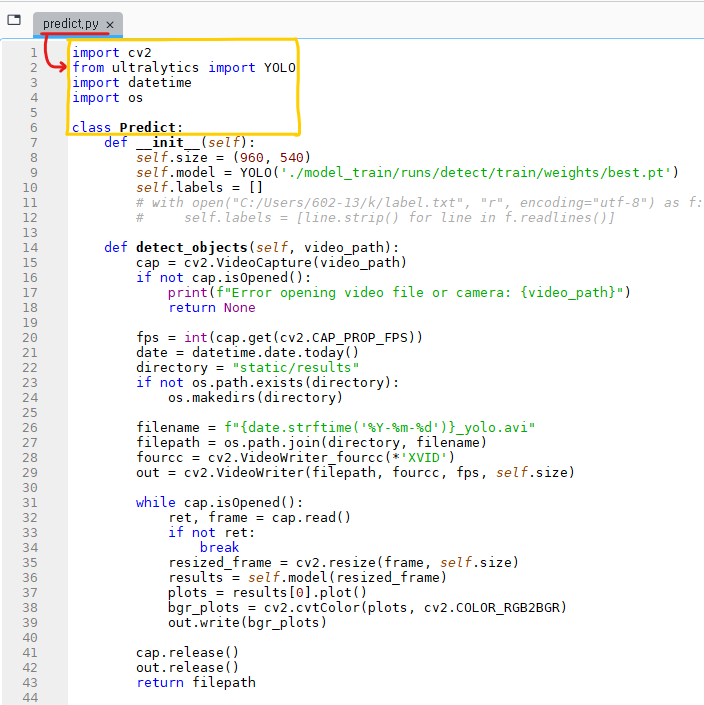 predict.py ×
1 import cv2
2 from ultralytics import YOLO
3 import datetime
4 import os
5
6 class Predict:
7     def __init__(self):
8         self.size = (960, 540)
9         self.model = YOLO('./model_train/runs/detect/train/weights/best.pt')
10         self.labels = []
11         # with open("C:/Users/602-13/k/label.txt", "r", encoding="utf-8") as f:
12         #     self.labels = [line.strip() for line in f.readlines()]
13
14     def detect_objects(self, video_path):
15         cap = cv2.VideoCapture(video_path)
16         if not cap.isOpened():
17             print(f"Error opening video file or camera: {video_path}")
18             return None
19
20         fps = int(cap.get(cv2.CAP_PROP_FPS))
21         date = datetime.date.today()
22         directory = "static/results"
23         if not os.path.exists(directory):
24             os.makedirs(directory)
25
26         filename = f"{date.strftime('%Y-%m-%d')}_yolo.avi"
27         filepath = os.path.join(directory, filename)
28         fourcc = cv2.VideoWriter_fourcc(*'XVID')
29         out = cv2.VideoWriter(filepath, fourcc, fps, self.size)
30
31         while cap.isOpened():
32             ret, frame = cap.read()
33             if not ret:
34                 break
35             resized_frame = cv2.resize(frame, self.size)
36             results = self.model(resized_frame)
37             plots = results[0].plot()
38             bgr_plots = cv2.cvtColor(plots, cv2.COLOR_RGB2BGR)
39             out.write(bgr_plots)
40
41         cap.release()
42         out.release()
43         return filepath
44